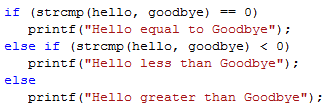 if (strcmp(hello, goodbye) == 0)
   printf("Hello equal to Goodbye");
else if (strcmp(hello, goodbye) < 0)
   printf("Hello less than Goodbye");
else
   printf("Hello greater than Goodbye");